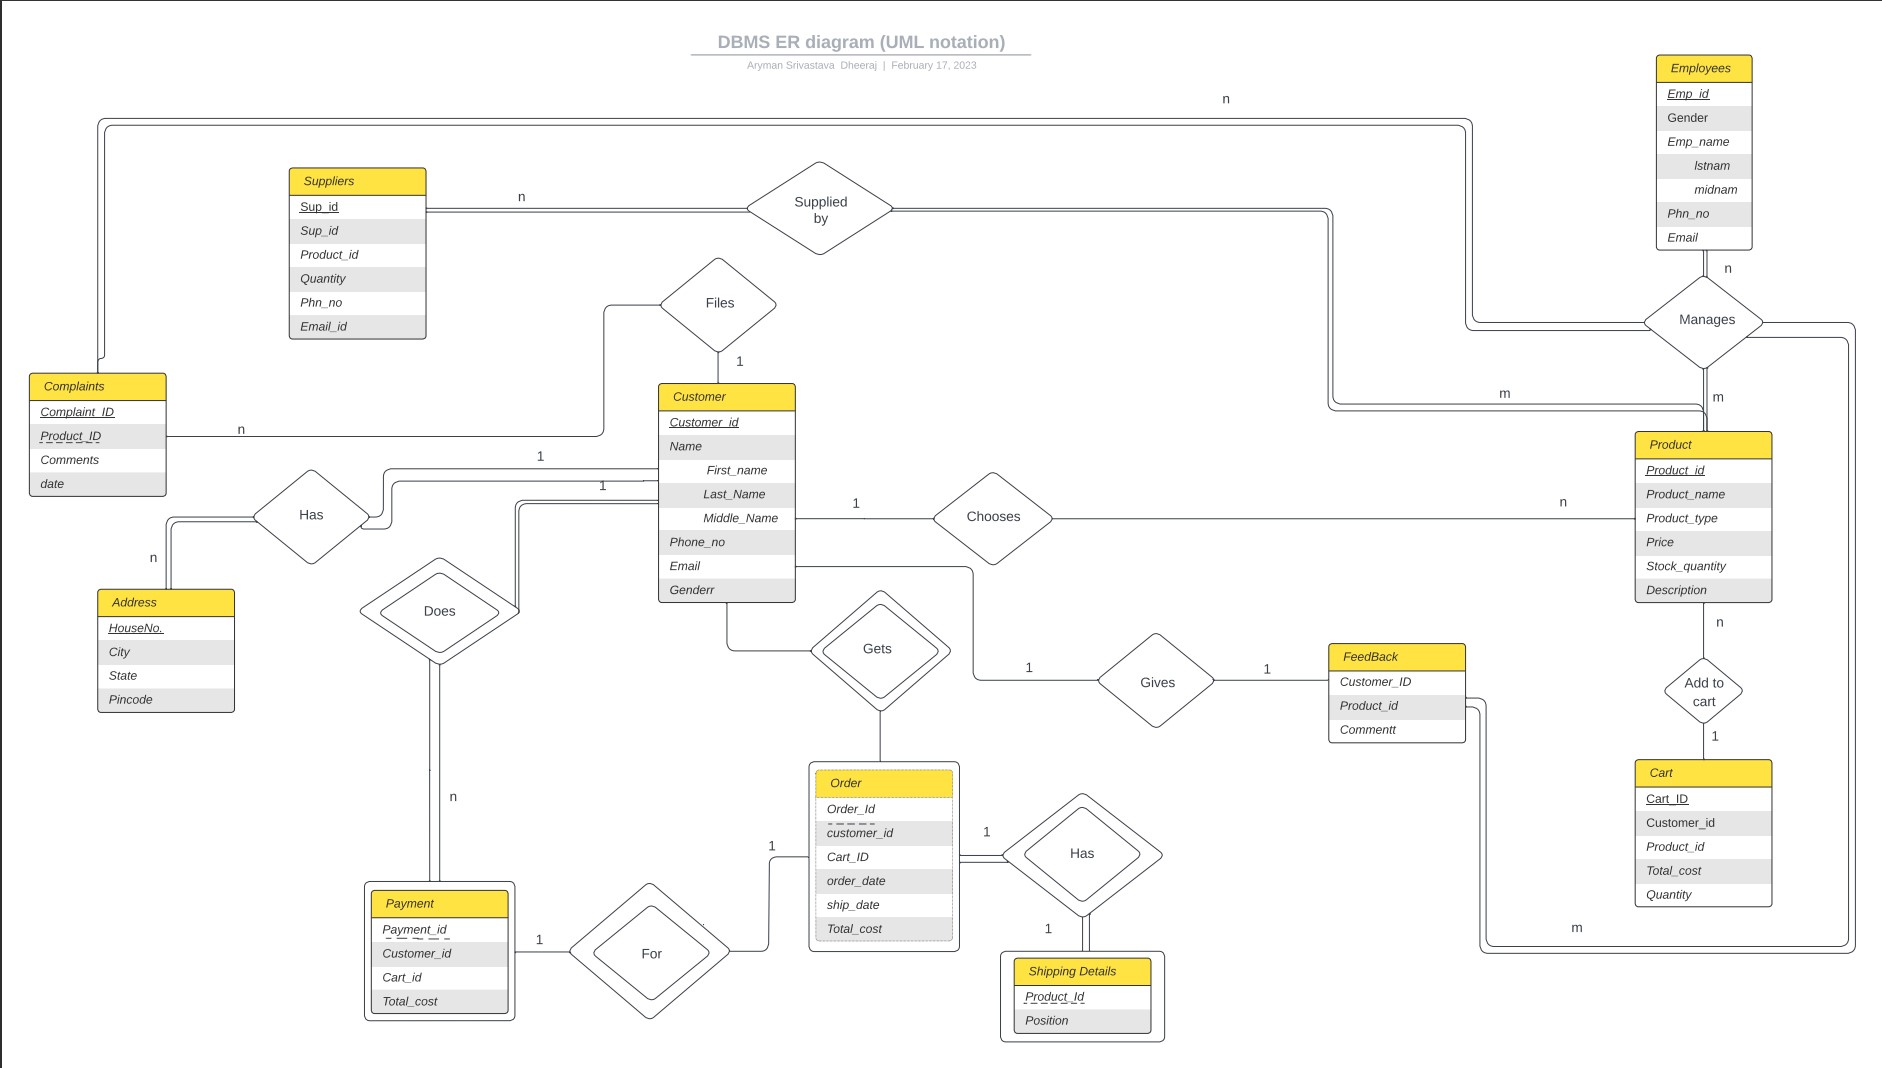 DBMS ER diagram (UML notation)
Aryman Srivastava Dheeraj | February 17, 2023
Employees
Emp_id
Gender
Emp_name
lstnam
midnam
Phn_no
Email
n
n
Suppliers
Sup_id
Sup_id
Product_id
Quantity
Phn_no
Email_id
n
Supplied
by
m
Files
1
Manages
m
Complaints
Complaint_ID
Product_ID
Comments
date
n
Customer
Customer_id
Name
First_name
Last_Name
Middle_Name
Phone_no
Email
Genderr
1
1
Has
n
Address
HouseNo.
City
State
Pincode
Does
n
1
Chooses
n
Product
Product_id
Product_name
Product_type
Price
Stock_quantity
Description
n
Add to
cart
1
Gets
1
Gives
1
FeedBack
Customer_ID
Product_id
Commentt
m
Cart
Cart_ID
Customer_id
Product_id
Total_cost
Quantity
Order
Order_Id
customer_id
Cart_ID
order_date
ship_date
Total_cost
1
Has
1
Shipping Details
Product_Id
Position
Payment
Payment_id
Customer_id
Cart_id
Total_cost
1
For
1